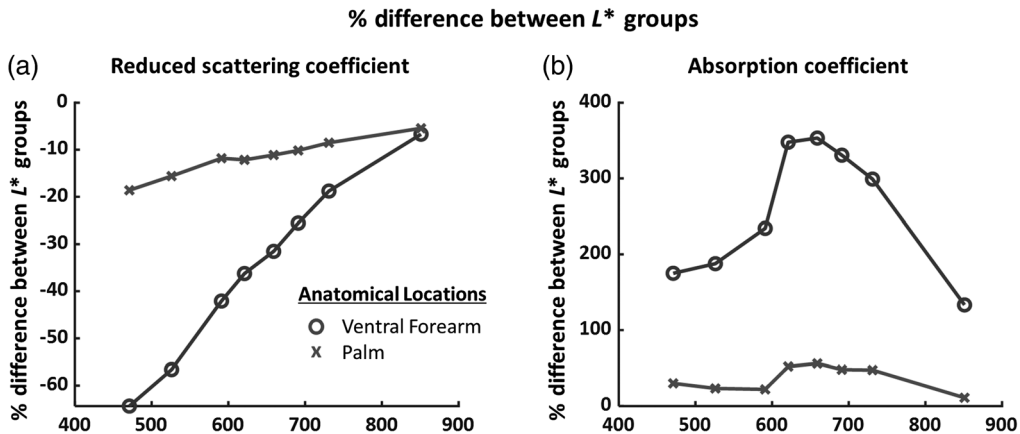 % difference between L* groups
(a)
Reduced scattering coefficient
% difference between L* groups
0
-10
-20
-30
-40
-50
-60
400 500 600 700 800 900
Anatomical Locations
Ventral Forearm
Palm
(b)
Absorption coefficient
% difference between L* groups
400
300
200
100
0
400 500 600 700 800 900